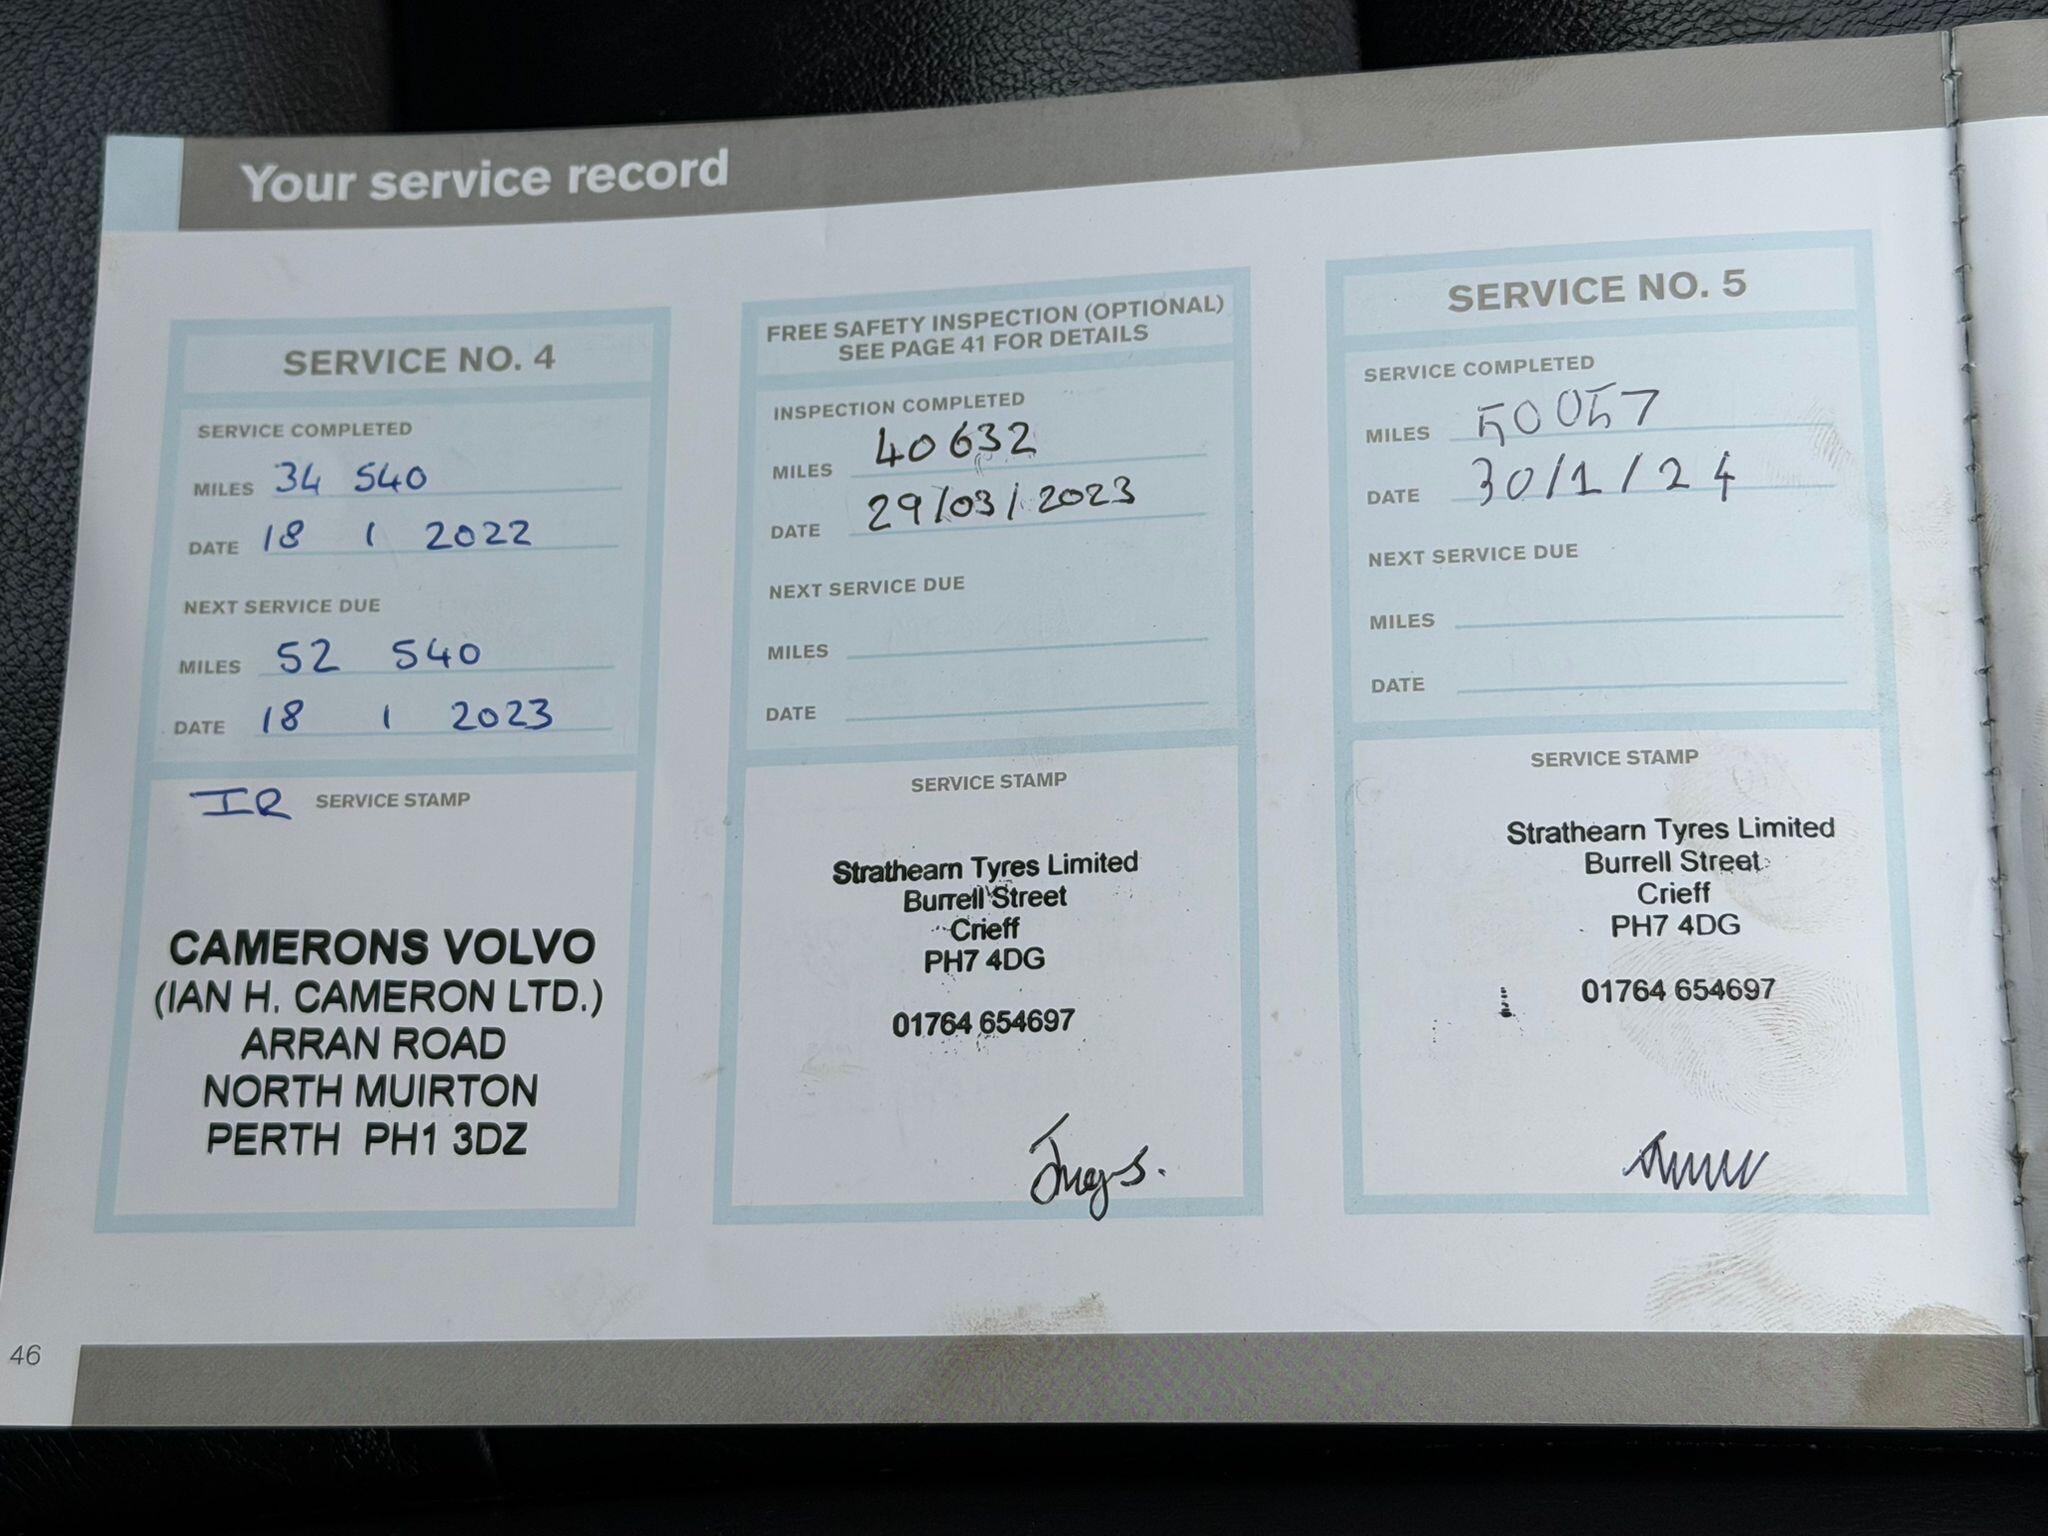 Your service record
SERVICE NO. 4
SERVICE COMPLETED
MILES 34 540
DATE 18 1 2022
NEXT SERVICE DUE
MILES 52 540
DATE 18 1 2023
IR SERVICE STAMP
CAMERONS VOLVO
(IAN H. CAMERON LTD.)
ARRAN ROAD
NORTH MUIRTON
PERTH PH1 3DZ
FREE SAFETY INSPECTION (OPTIONAL)
SEE PAGE 41 FOR DETAILS
INSPECTION COMPLETED
MILES 40632
DATE 29/03/2023
NEXT SERVICE DUE
MILES
DATE
SERVICE STAMP
Strathearn Tyres Limited
Burrell Street
Crieff
PH7 4DG
01764 654697
SERVICE NO. 5
SERVICE COMPLETED
MILES 50057
DATE 30/1/24
NEXT SERVICE DUE
MILES
DATE
SERVICE STAMP
Strathearn Tyres Limited
Burrell Street
Crieff
PH7 4DG
01764 654697
46